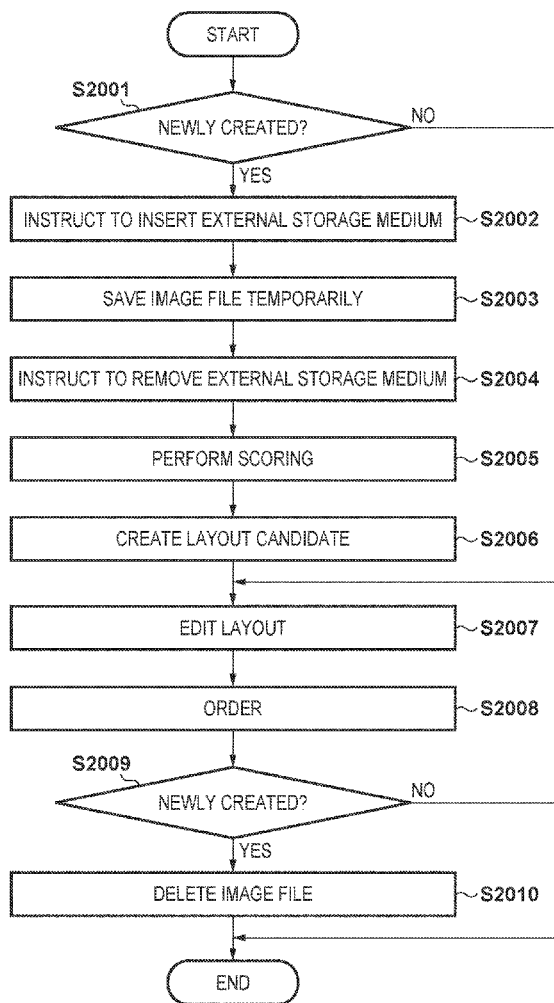 START
S2001
NEWLY CREATED?
NO
YES
INSTRUCT TO INSERT EXTERNAL STORAGE MEDIUM
S2002
SAVE IMAGE FILE TEMPORARILY
S2003
INSTRUCT TO REMOVE EXTERNAL STORAGE MEDIUM
S2004
PERFORM SCORING
S2005
CREATE LAYOUT CANDIDATE
S2006
EDIT LAYOUT
S2007
ORDER
S2008
S2009
NEWLY CREATED?
NO
YES
DELETE IMAGE FILE
S2010
END